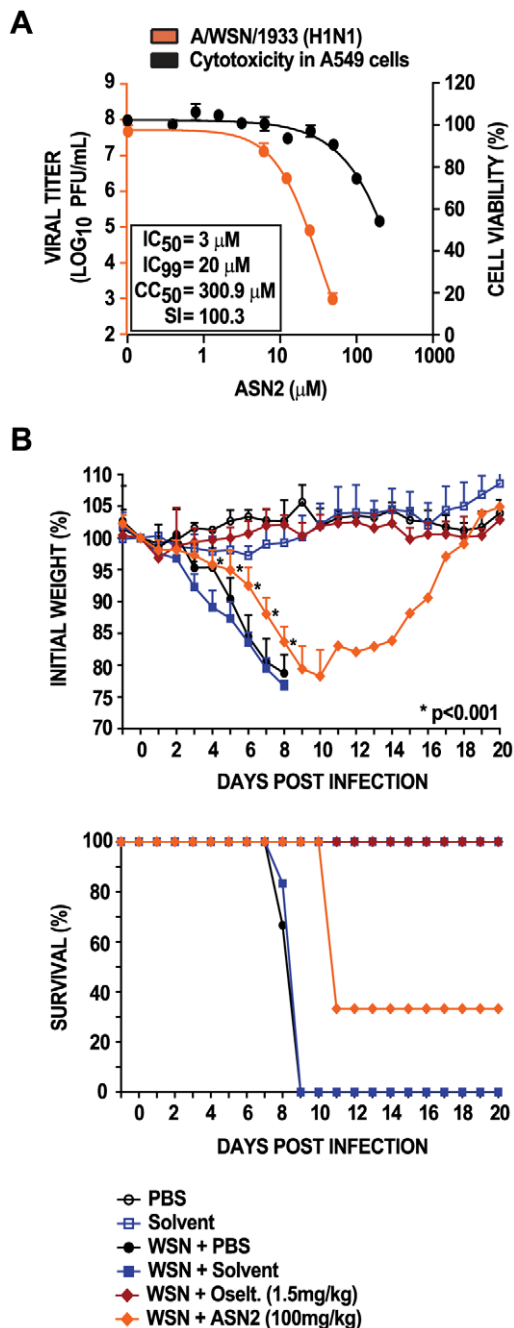 A
A/WSN/1933 (H1N1)
Cytotoxicity in A549 cells
9
8
7
6
5
4
3
2
VIRAL TITER
(LOG10 PFU/mL)
120
100
80
60
40
20
0
CELL VIABILITY (%)
IC50 = 3 μM
IC99 = 20 μM
CC50 = 300.9 μM
SI = 100.3
0 1 10 100 1000
ASN2 (μM)
B
110
105
100
95
90
85
80
75
70
INITIAL WEIGHT (%)
* * * * *
* p<0.001
0 2 4 6 8 10 12 14 16 18 20
DAYS POST INFECTION
100
80
60
40
20
0
SURVIVAL (%)
0 2 4 6 8 10 12 14 16 18 20
DAYS POST INFECTION
PBS
Solvent
WSN + PBS
WSN + Solvent
WSN + Oselt. (1.5mg/kg)
WSN + ASN2 (100mg/kg)